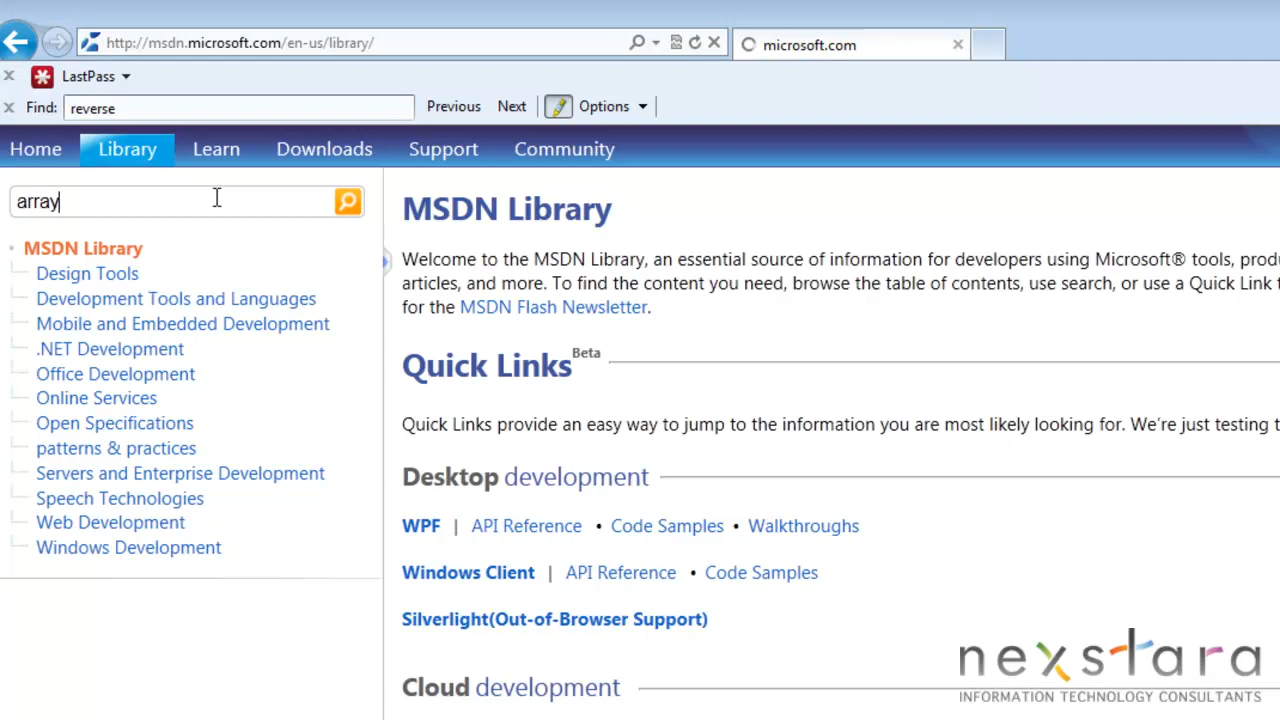 http://msdn.microsoft.com/en-us/library/
microsoft.com
LastPass
Find: reverse Previous Next Options
Home Library Learn Downloads Support Community
array
MSDN Library
Design Tools
Development Tools and Languages
Mobile and Embedded Development
.NET Development
Office Development
Online Services
Open Specifications
patterns & practices
Servers and Enterprise Development
Speech Technologies
Web Development
Windows Development
MSDN Library
Welcome to the MSDN Library, an essential source of information for developers using Microsoft® tools, produ
articles, and more. To find the content you need, browse the table of contents, use search, or use a Quick Link t
for the MSDN Flash Newsletter.
Quick Links Beta
Quick Links provide an easy way to jump to the information you are most likely looking for. We're just testing t
Desktop development
WPF | API Reference • Code Samples • Walkthroughs
Windows Client | API Reference • Code Samples
Silverlight(Out-of-Browser Support)
Cloud development
nexstara
INFORMATION TECHNOLOGY CONSULTANTS